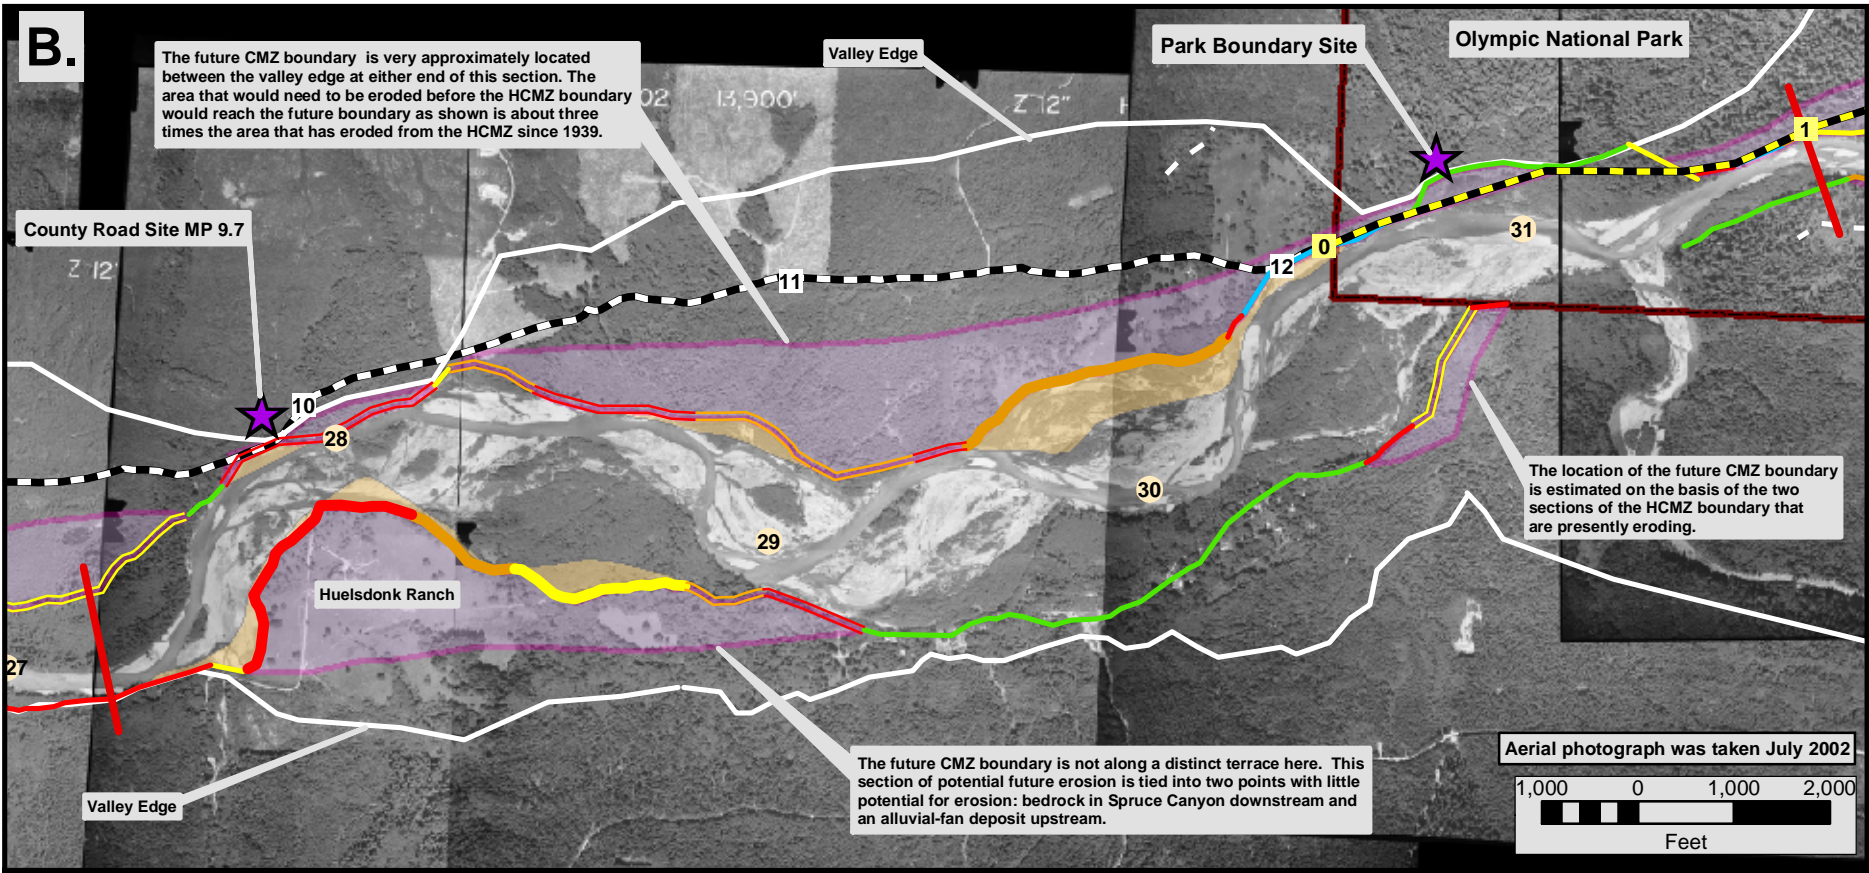 B.
The future CMZ boundary is very approximately located
between the valley edge at either end of this section. The
area that would need to be eroded before the HCMZ boundary
would reach the future boundary as shown is about three
times the area that has eroded from the HCMZ since 1939.
Valley Edge
Park Boundary Site
Olympic National Park
02
13,900'
Z 12"
H
1
County Road Site MP 9.7
Z 12'
31
0
12
11
10
28
30
29
27
Huelsdonk Ranch
The location of the future CMZ boundary
is estimated on the basis of the two
sections of the HCMZ boundary that
are presently eroding.
The future CMZ boundary is not along a distinct terrace here. This
section of potential future erosion is tied into two points with little
potential for erosion: bedrock in Spruce Canyon downstream and
an alluvial-fan deposit upstream.
Valley Edge
Aerial photograph was taken July 2002
1,000 0 1,000 2,000
Feet